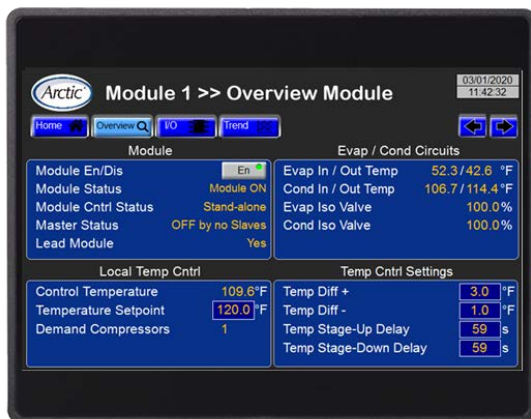 Arctic
Module 1 >> Overview Module
03/01/2020
11:42:32
Home
Overview
I/O
Trend
Module
Module En/Dis En
Module Status Module ON
Module Cntrl Status Stand-alone
Master Status OFF by no Slaves
Lead Module Yes
Evap / Cond Circuits
Evap In / Out Temp 52.3/42.6 °F
Cond In / Out Temp 106.7/114.4 °F
Evap Iso Valve 100.0%
Cond Iso Valve 100.0%
Local Temp Cntrl
Control Temperature 109.6°F
Temperature Setpoint 120.0 °F
Demand Compressors 1
Temp Cntrl Settings
Temp Diff + 3.0 °F
Temp Diff - 1.0 °F
Temp Stage-Up Delay 59 s
Temp Stage-Down Delay 59 s